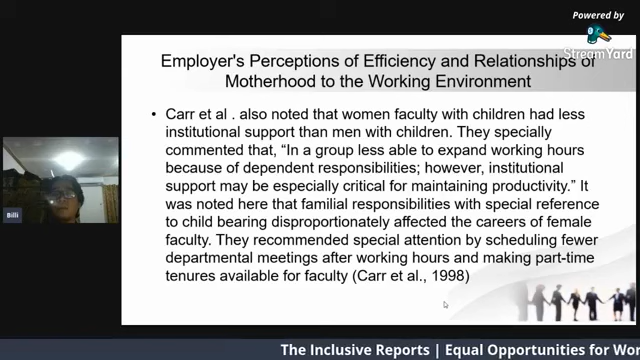 Powered by
StreamYard
Employer's Perceptions of Efficiency and Relationships of
Motherhood to the Working Environment
• Carr et al . also noted that women faculty with children had less
institutional support than men with children. They specially
commented that, “In a group less able to expand working hours
because of dependent responsibilities; however, institutional
support may be especially critical for maintaining productivity.” It
was noted here that familial responsibilities with special reference
to child bearing disproportionately affected the careers of female
faculty. They recommended special attention by scheduling fewer
departmental meetings after working hours and making part-time
tenures available for faculty (Carr et al., 1998)
Billi
The Inclusive Reports | Equal Opportunities for Wo